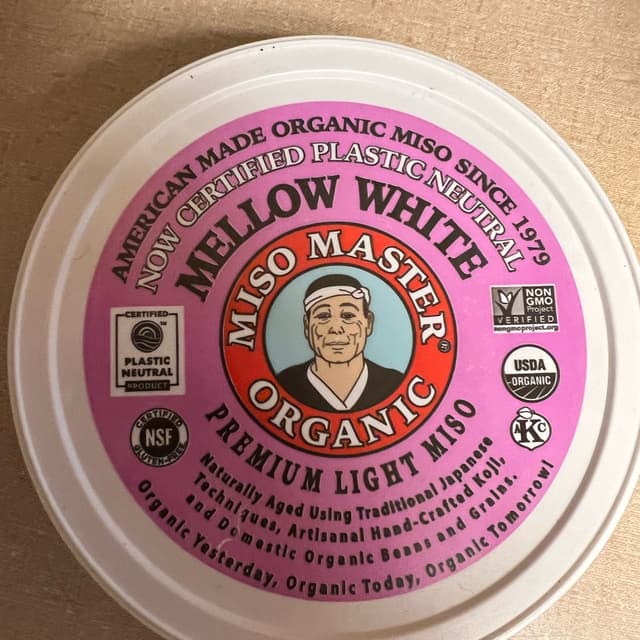 AMERICAN MADE ORGANIC MISO SINCE 1979
NOW CERTIFIED PLASTIC NEUTRAL
MELLOW WHITE
MISO MASTER®
ORGANIC
CERTIFIED
PLASTIC
NEUTRAL
PRODUCT
CERTIFIED
NSF
GLUTEN-FREE
NON
GMO
Project
VERIFIED
nongmoproject.org
USDA
ORGANIC
AKC
PREMIUM LIGHT MISO
Naturally Aged Using Traditional Japanese
Techniques, Artisanal Hand-Crafted Koji,
and Domestic Organic Beans and Grains.
Organic Yesterday, Organic Today, Organic Tomorrow!